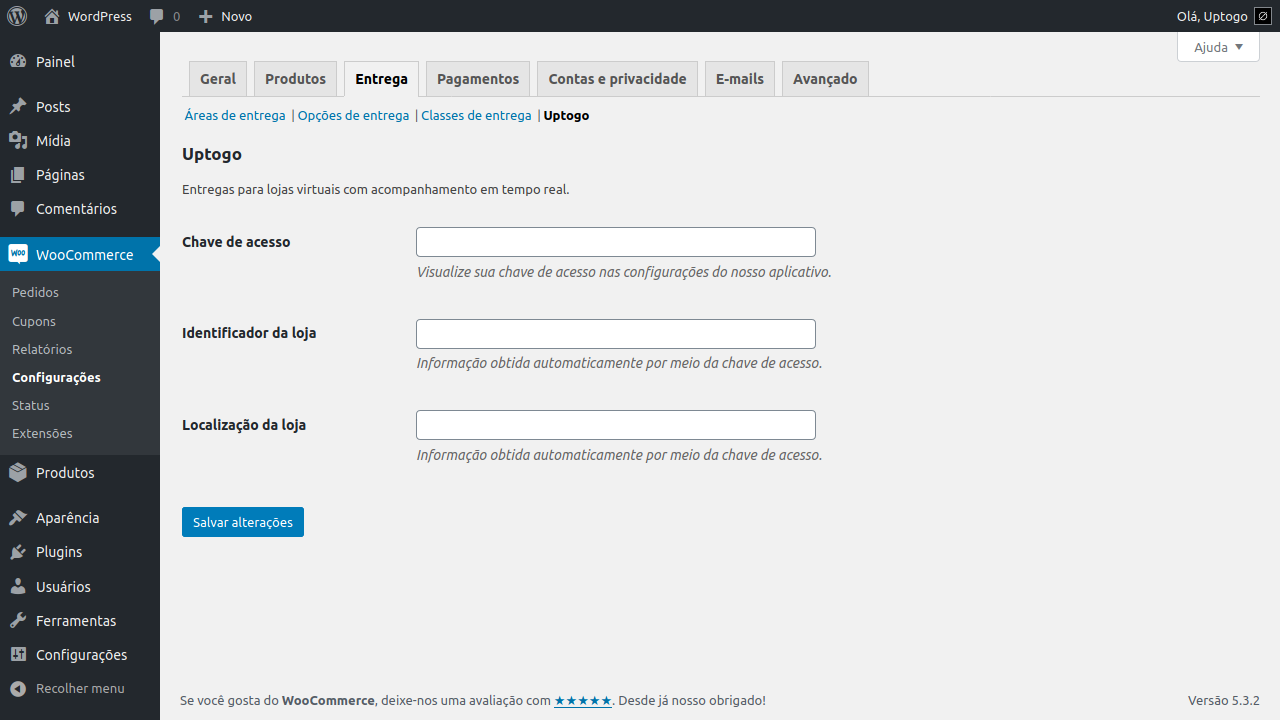 WordPress 0 Novo Olá, Uptogo
Ajuda
Painel
Posts
Mídia
Páginas
Comentários
woo WooCommerce
Pedidos
Cupons
Relatórios
Configurações
Status
Extensões
Produtos
Aparência
Plugins
Usuários
Ferramentas
Configurações
Recolher menu
Geral Produtos Entrega Pagamentos Contas e privacidade E-mails Avançado
Áreas de entrega | Opções de entrega | Classes de entrega | Uptogo
Uptogo
Entregas para lojas virtuais com acompanhamento em tempo real.
Chave de acesso
Visualize sua chave de acesso nas configurações do nosso aplicativo.
Identificador da loja
Informação obtida automaticamente por meio da chave de acesso.
Localização da loja
Informação obtida automaticamente por meio da chave de acesso.
Salvar alterações
Se você gosta do WooCommerce, deixe-nos uma avaliação com ★★★★★. Desde já nosso obrigado! Versão 5.3.2